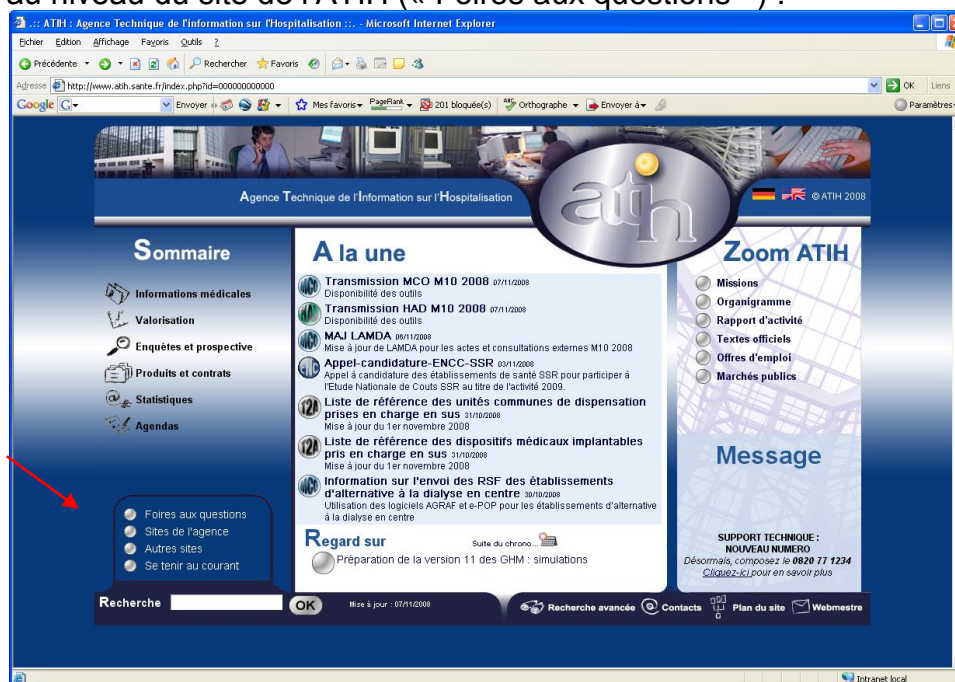 au niveau du site de l'ATIH (« Foires aux questions » ) :
.:: ATIH : Agence Technique de l'information sur l'Hospitalisation ::. - Microsoft Internet Explorer
Fichier Edition Affichage Favoris Outils ?
Précédente Rechercher Favoris
Adresse http://www.atih.sante.fr/index.php?id=000000000000 OK Liens
Google G Envoyer Mes favoris PageRank 201 bloquée(s) Orthographe Envoyer à Paramètres
atih
Agence Technique de l'Information sur l'Hospitalisation
© ATIH 2008
Sommaire
Informations médicales
Valorisation
Enquêtes et prospective
Produits et contrats
Statistiques
Agendas
Foires aux questions
Sites de l'agence
Autres sites
Se tenir au courant
A la une
Transmission MCO M10 2008 07/11/2008
Disponibilité des outils
Transmission HAD M10 2008 07/11/2008
Disponibilité des outils
MAJ LAMDA 06/11/2008
Mise à jour de LAMDA pour les actes et consultations externes M10 2008
Appel-candidature-ENCC-SSR 03/11/2008
Appel à candidature des établissements de santé SSR pour participer à
l'Etude Nationale de Couts SSR au titre de l'activité 2009.
Liste de référence des unités communes de dispensation
prises en charge en sus 31/10/2008
Mise à jour du 1er novembre 2008
Liste de référence des dispositifs médicaux implantables
pris en charge en sus 31/10/2008
Mise à jour du 1er novembre 2008
Information sur l'envoi des RSF des établissements
d'alternative à la dialyse en centre 30/10/2008
Utilisation des logiciels AGRAF et e-POP pour les établissements d'alternative
à la dialyse en centre
Regard sur Suite du chrono...
Préparation de la version 11 des GHM : simulations
Zoom ATIH
Missions
Organigramme
Rapport d'activité
Textes officiels
Offres d'emploi
Marchés publics
Message
SUPPORT TECHNIQUE :
NOUVEAU NUMERO
Désormais, composez le 0820 77 1234
Cliquez-ici pour en savoir plus
Recherche OK Mise à jour : 07/11/2008 Recherche avancée Contacts Plan du site Webmestre
Intranet local